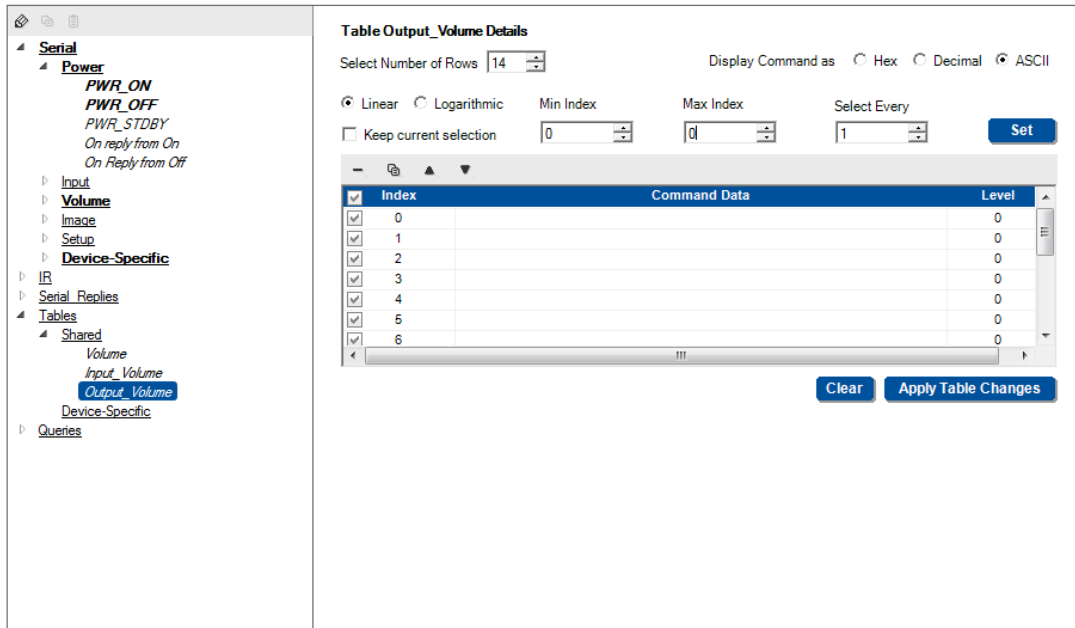 Serial
Power
PWR_ON
PWR_OFF
PWR_STDBY
On reply from On
On Reply from Off
Input
Volume
Image
Setup
Device-Specific
IR
Serial_Replies
Tables
Shared
Volume
Input_Volume
Output_Volume
Device-Specific
Queries
Table Output_Volume Details
Select Number of Rows 14 Display Command as Hex Decimal ASCII
Linear Logarithmic Min Index Max Index Select Every
Keep current selection 0 0 1 Set
Index Command Data Level
0 0
1 0
2 0
3 0
4 0
5 0
6 0
Clear Apply Table Changes